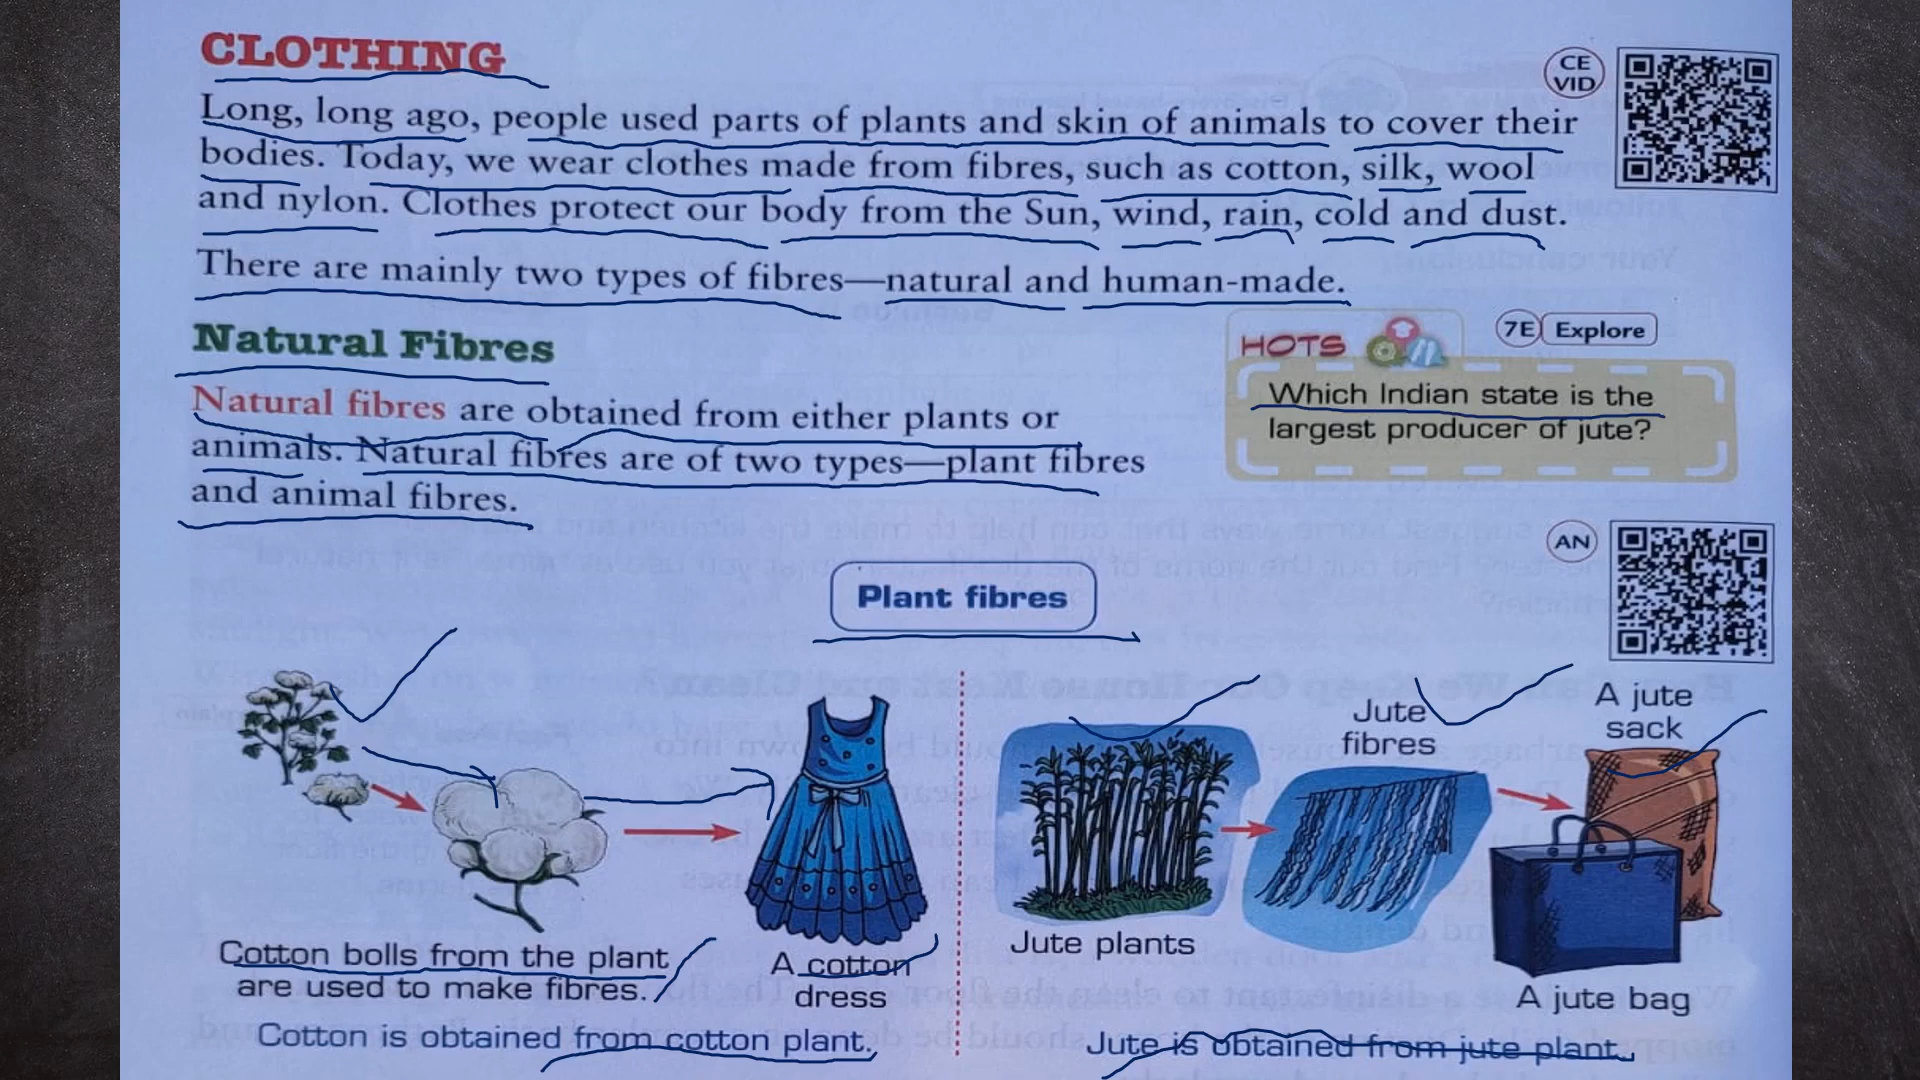 CLOTHING
CE
VID
Long, long ago, people used parts of plants and skin of animals to cover their
bodies. Today, we wear clothes made from fibres, such as cotton, silk, wool
and nylon. Clothes protect our body from the Sun, wind, rain, cold and dust.
There are mainly two types of fibres—natural and human-made.
Natural Fibres
Natural fibres are obtained from either plants or
animals. Natural fibres are of two types—plant fibres
and animal fibres.
HOTS
7E Explore
Which Indian state is the
largest producer of jute?
AN
Plant fibres
Cotton bolls from the plant
are used to make fibres.
A cotton
dress
Cotton is obtained from cotton plant.
Jute plants
Jute
fibres
A jute
sack
A jute bag
Jute is obtained from jute plant.